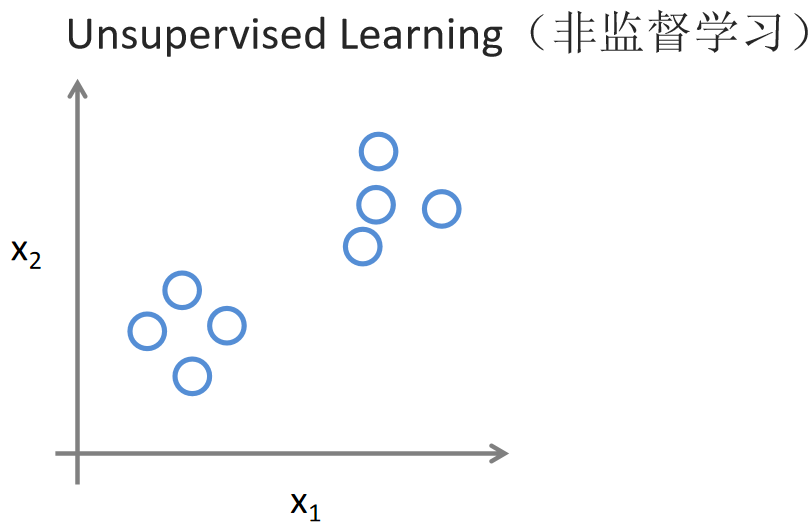 Unsupervised Learning（非监督学习）
x₂
x₁